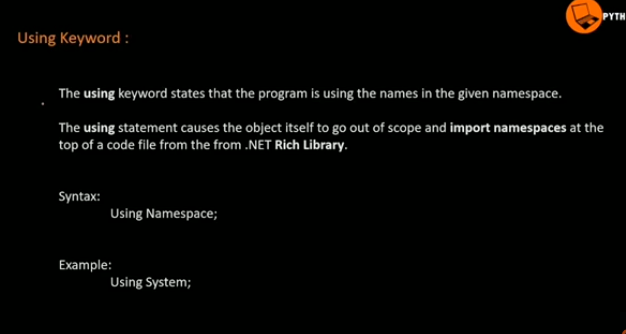 PYTH
Using Keyword :
The using keyword states that the program is using the names in the given namespace.
The using statement causes the object itself to go out of scope and import namespaces at the
top of a code file from the from .NET Rich Library.
Syntax:
Using Namespace;
Example:
Using System;